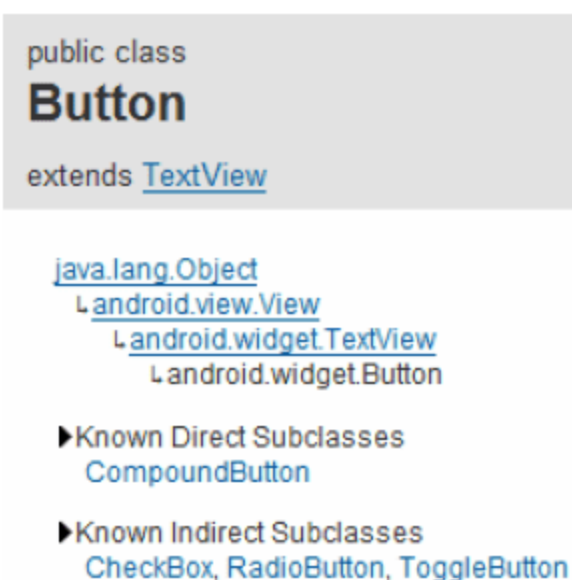 public class
Button
extends TextView
java.lang.Object
↳android.view.View
↳android.widget.TextView
↳android.widget.Button
▶Known Direct Subclasses
CompoundButton
▶Known Indirect Subclasses
CheckBox, RadioButton, ToggleButton